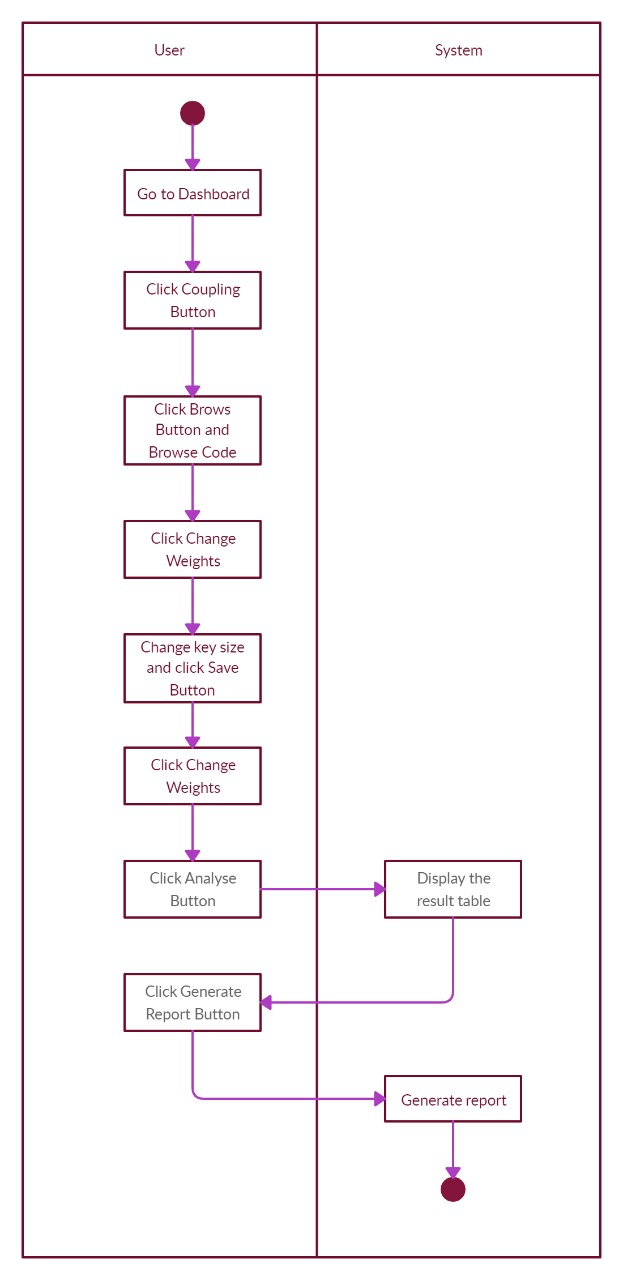 User
System
Go to Dashboard
Click Coupling
Button
Click Brows
Button and
Browse Code
Click Change
Weights
Change key size
and click Save
Button
Click Change
Weights
Click Analyse
Button
Display the
result table
Click Generate
Report Button
Generate report